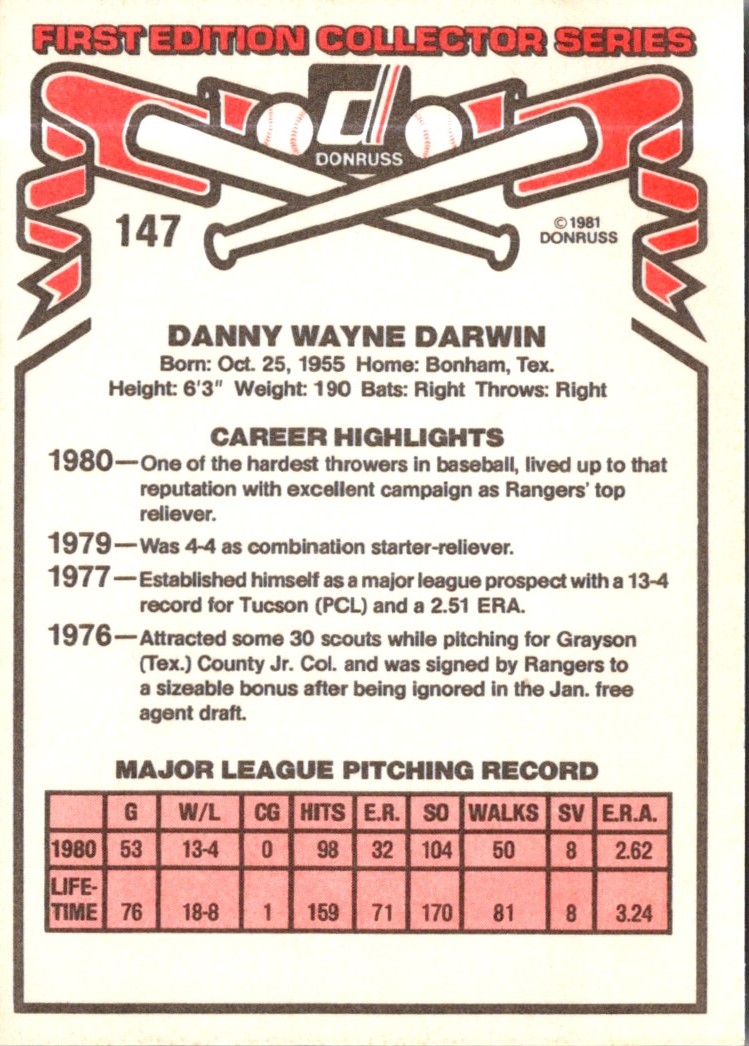 FIRST EDITION COLLECTOR SERIES
d
DONRUSS
147
© 1981
DONRUSS
DANNY WAYNE DARWIN
Born: Oct. 25, 1955 Home: Bonham, Tex.
Height: 6'3" Weight: 190 Bats: Right Throws: Right
CAREER HIGHLIGHTS
1980—One of the hardest throwers in baseball, lived up to that
reputation with excellent campaign as Rangers' top
reliever.
1979—Was 4-4 as combination starter-reliever.
1977—Established himself as a major league prospect with a 13-4
record for Tucson (PCL) and a 2.51 ERA.
1976—Attracted some 30 scouts while pitching for Grayson
(Tex.) County Jr. Col. and was signed by Rangers to
a sizeable bonus after being ignored in the Jan. free
agent draft.
MAJOR LEAGUE PITCHING RECORD
G W/L CG HITS E.R. SO WALKS SV E.R.A.
1980 53 13-4 0 98 32 104 50 8 2.62
LIFE-
TIME 76 18-8 1 159 71 170 81 8 3.24